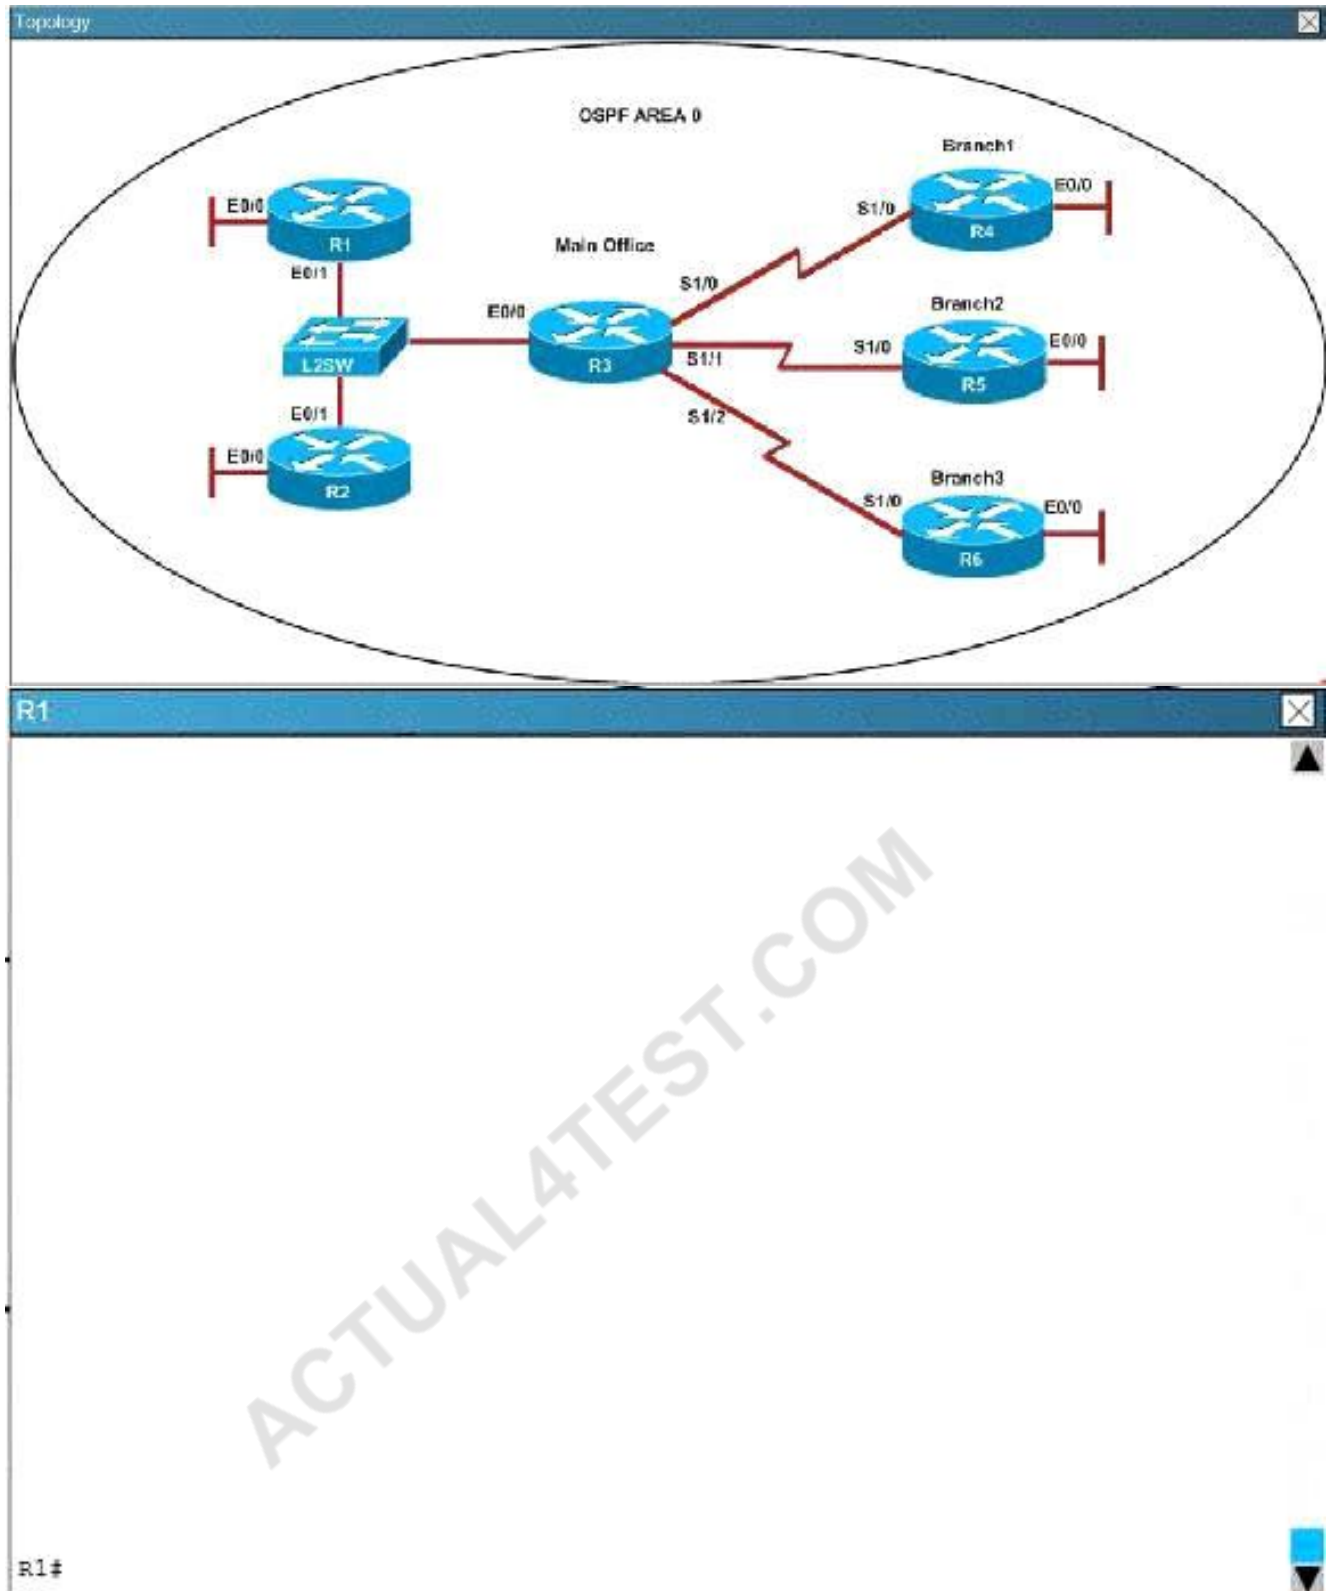 Topology
OSPF AREA 0
Branch1
E0/0
R1
E0/1
S1/0
E0/0
R4
Main Office
S1/0
Branch2
E0/0
L2SW
R3
S1/1
S1/0
E0/0
R5
E0/1
S1/2
E0/0
R2
Branch3
S1/0
E0/0
R6
R1
ACTUAL4TEST.COM
R1#